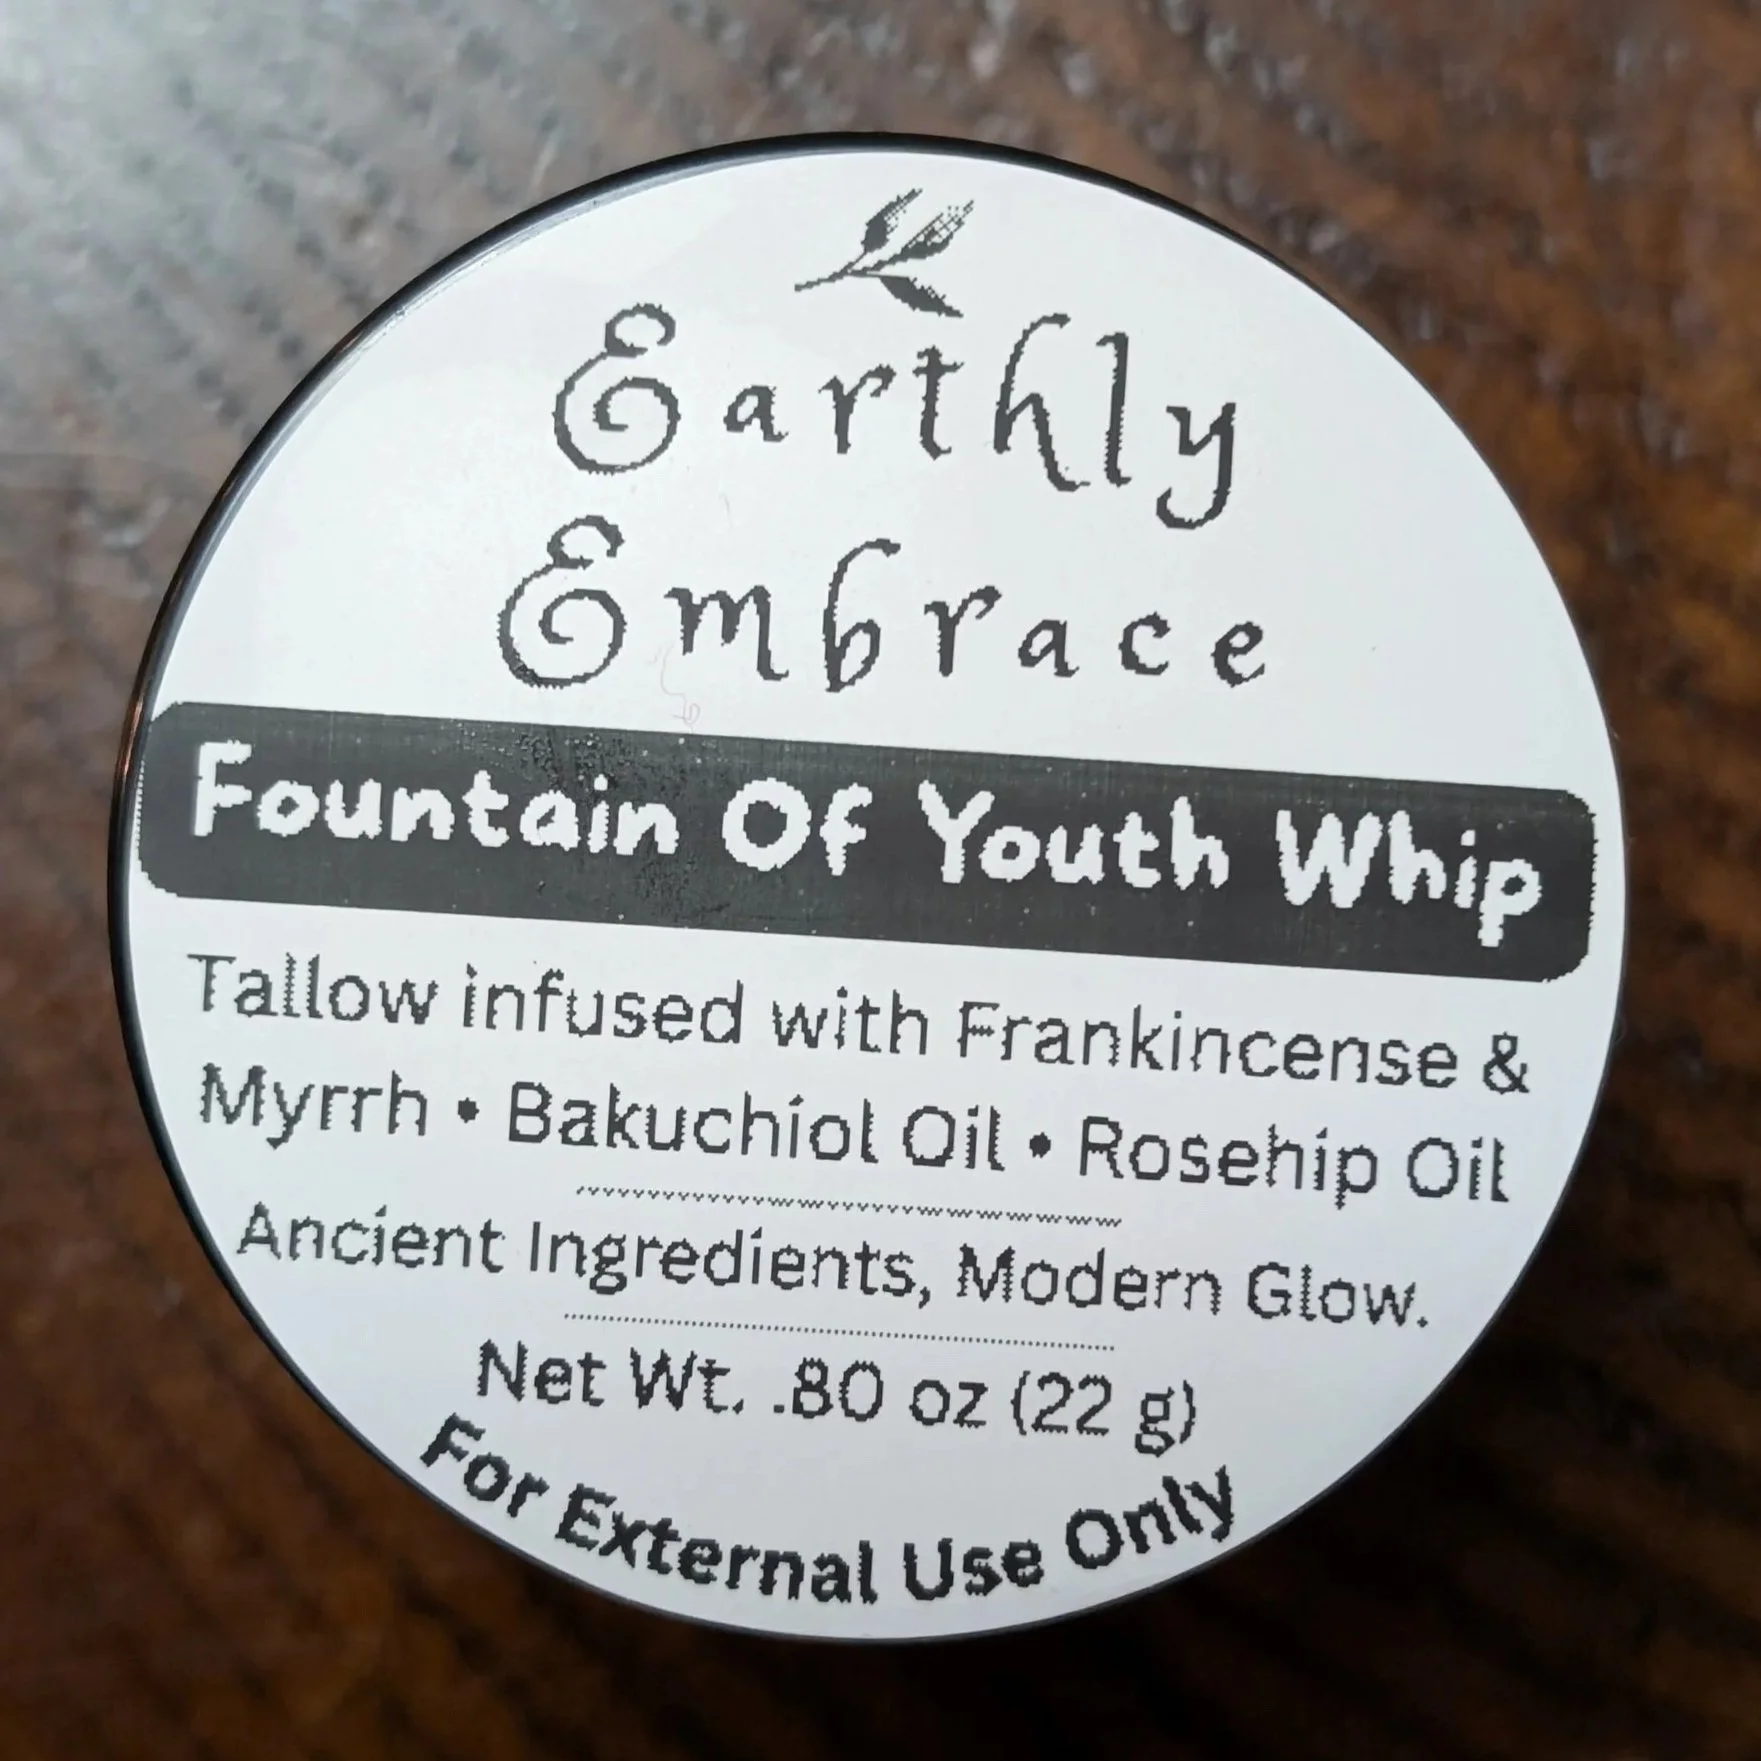 Earthly
Embrace
Fountain Of Youth Whip
Tallow infused with Frankincense &
Myrrh • Bakuchiol Oil • Rosehip Oil
Ancient Ingredients, Modern Glow.
Net Wt. .80 oz (22 g)
For External Use Only